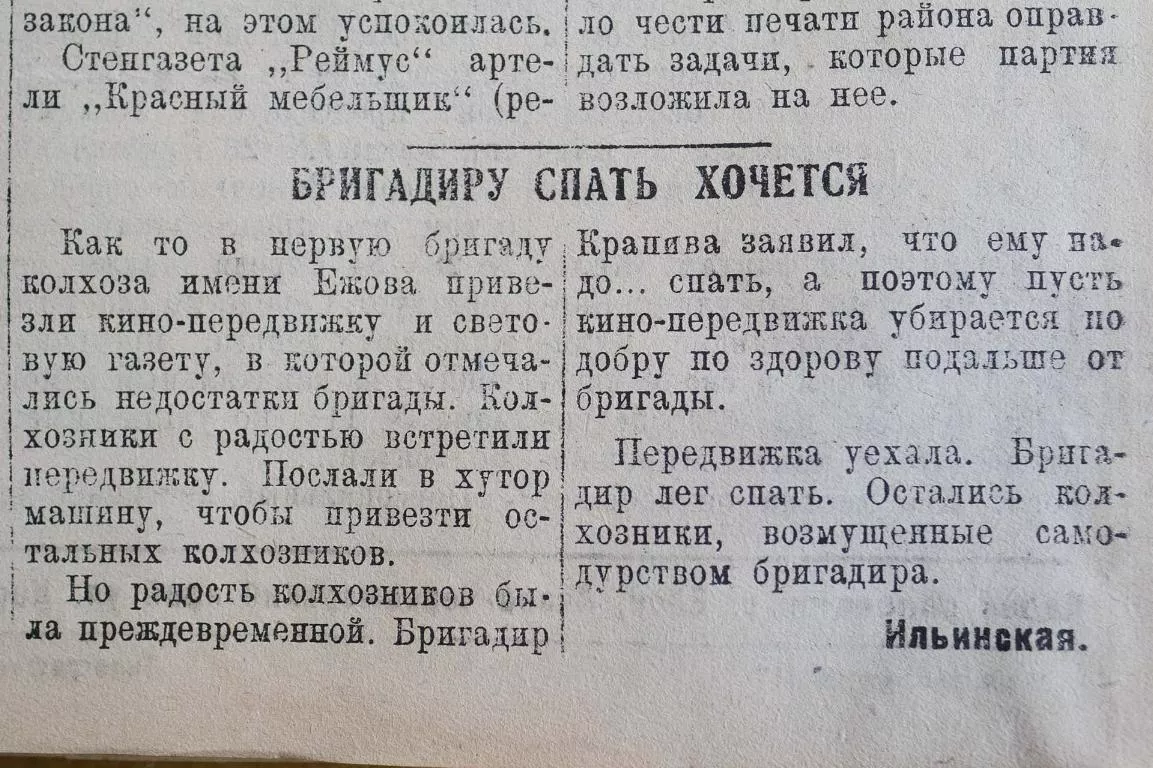 закона“, на этом успокоилась.
Стенгазета „Реймус“ арте-
ли „Красный мебельщик“ (ре-
ло чести печати района оправ-
дать задачи, которые партия
возложила на нее.
БРИГАДИРУ СПАТЬ ХОЧЕТСЯ
Как то в первую бригаду
колхоза имени Ежова приве-
зли кино-передвижку и свето-
вую газету, в которой отмеча-
лись недостатки бригады. Кол-
хозники с радостью встретили
передвижку. Послали в хутор
машину, чтобы привезти ос-
тальных колхозников.
Но радость колхозников бы-
ла преждевременной. Бригадир
Крапива заявил, что ему на-
до... спать, а поэтому пусть
кино-передвижка убирается по
добру по здорову подальше от
бригады.
Передвижка уехала. Брига-
дир лег спать. Остались кол-
хозники, возмущенные само-
дурством бригадира.
Ильинская.